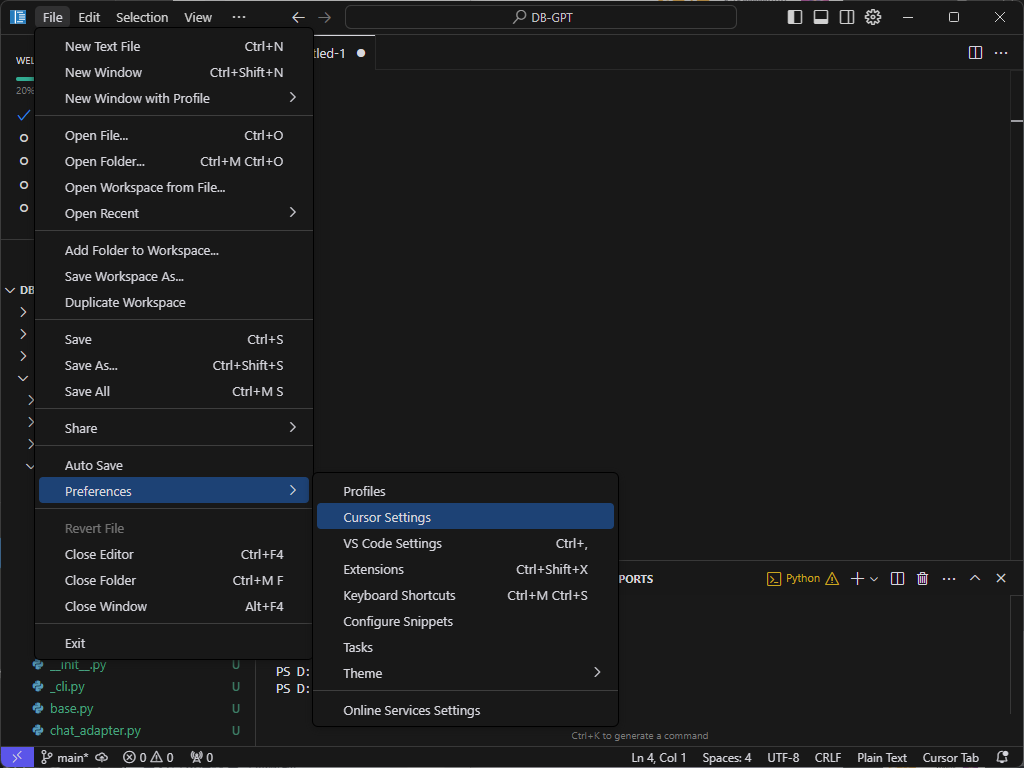 File Edit Selection View ··· DB-GPT
WEL
20%
tled-1
New Text File Ctrl+N
New Window Ctrl+Shift+N
New Window with Profile
Open File... Ctrl+O
Open Folder... Ctrl+M Ctrl+O
Open Workspace from File...
Open Recent
Add Folder to Workspace...
Save Workspace As...
Duplicate Workspace
DB
Save Ctrl+S
Save As... Ctrl+Shift+S
Save All Ctrl+M S
Share
Auto Save
Preferences
Revert File
Close Editor Ctrl+F4
Close Folder Ctrl+M F
Close Window Alt+F4
Exit
Profiles
Cursor Settings
VS Code Settings Ctrl+,
Extensions Ctrl+Shift+X
Keyboard Shortcuts Ctrl+M Ctrl+S
Configure Snippets
Tasks
Theme
Online Services Settings
PORTS
Python
__init__.py U
_cli.py U
base.py U
chat_adapter.py U
PS D:
PS D:
Ctrl+K to generate a command
main* 0 0 0 Ln 4, Col 1 Spaces: 4 UTF-8 CRLF Plain Text Cursor Tab